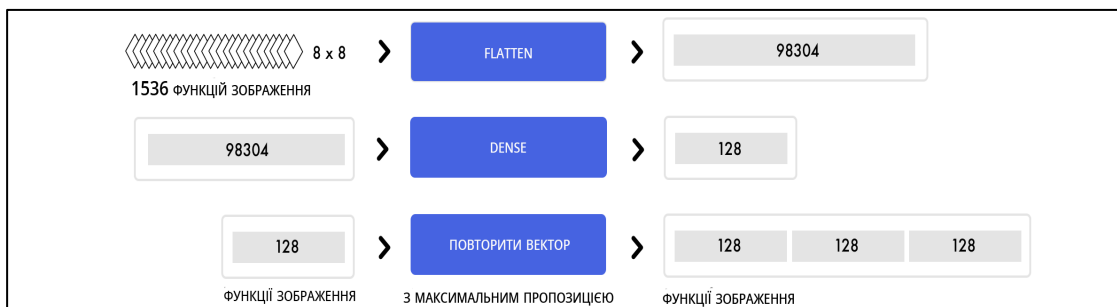 8 x 8 FLATTEN 98304
1536 ФУНКЦІЙ ЗОБРАЖЕННЯ
98304 DENSE 128
128 ПОВТОРИТИ ВЕКТОР 128 128 128
ФУНКЦІЇ ЗОБРАЖЕННЯ З МАКСИМАЛЬНИМ ПРОПОЗИЦІЄЮ ФУНКЦІЇ ЗОБРАЖЕННЯ